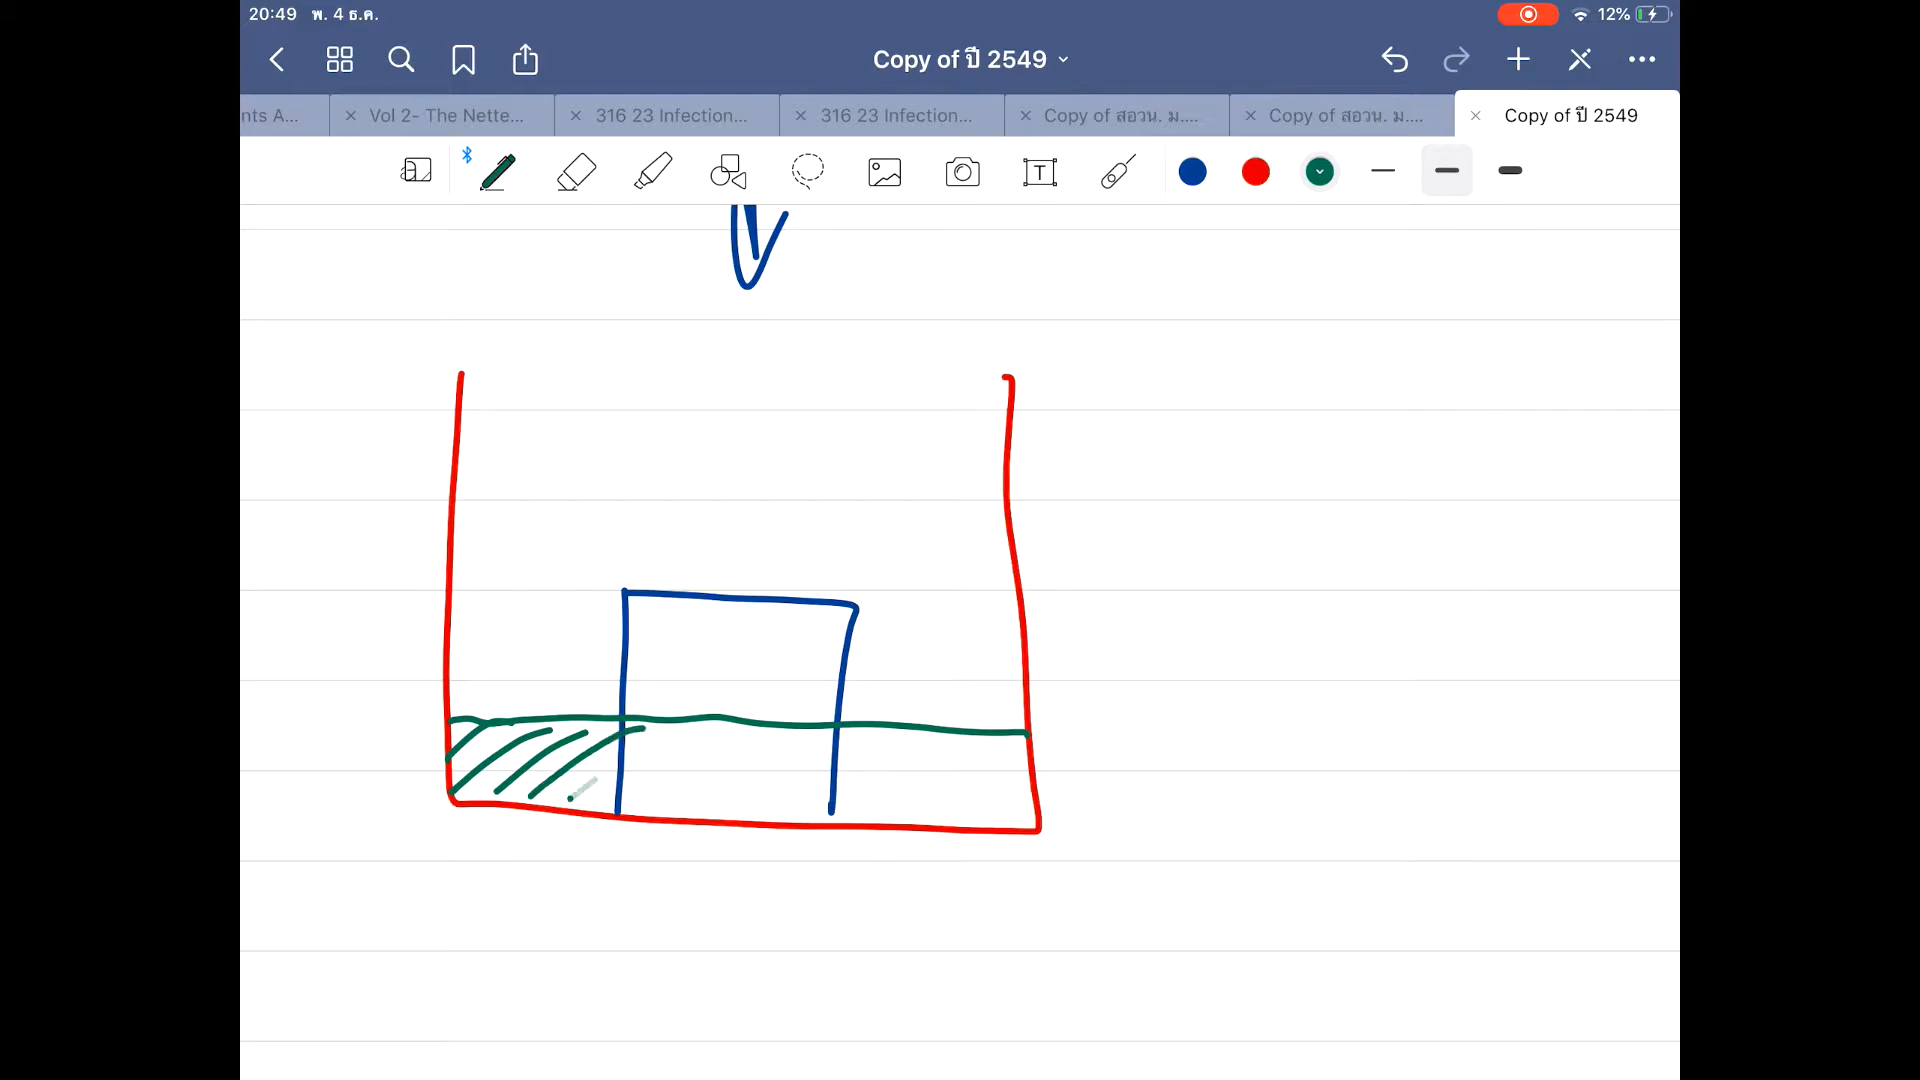 20:49 พ. 4 ธ.ค. 12%
Copy of ปี 2549
nts A... Vol 2- The Nette... 316 23 Infection... 316 23 Infection... Copy of สอวน. ม.... Copy of สอวน. ม.... Copy of ปี 2549
T